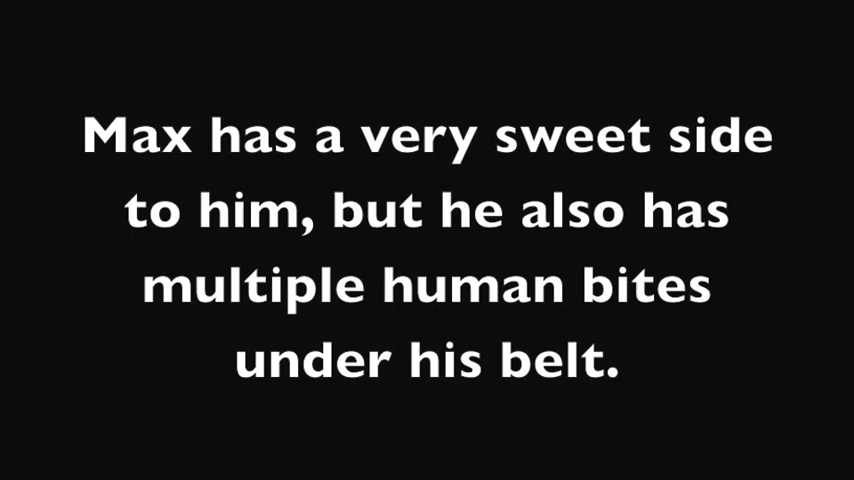 Max has a very sweet side
to him, but he also has
multiple human bites
under his belt.